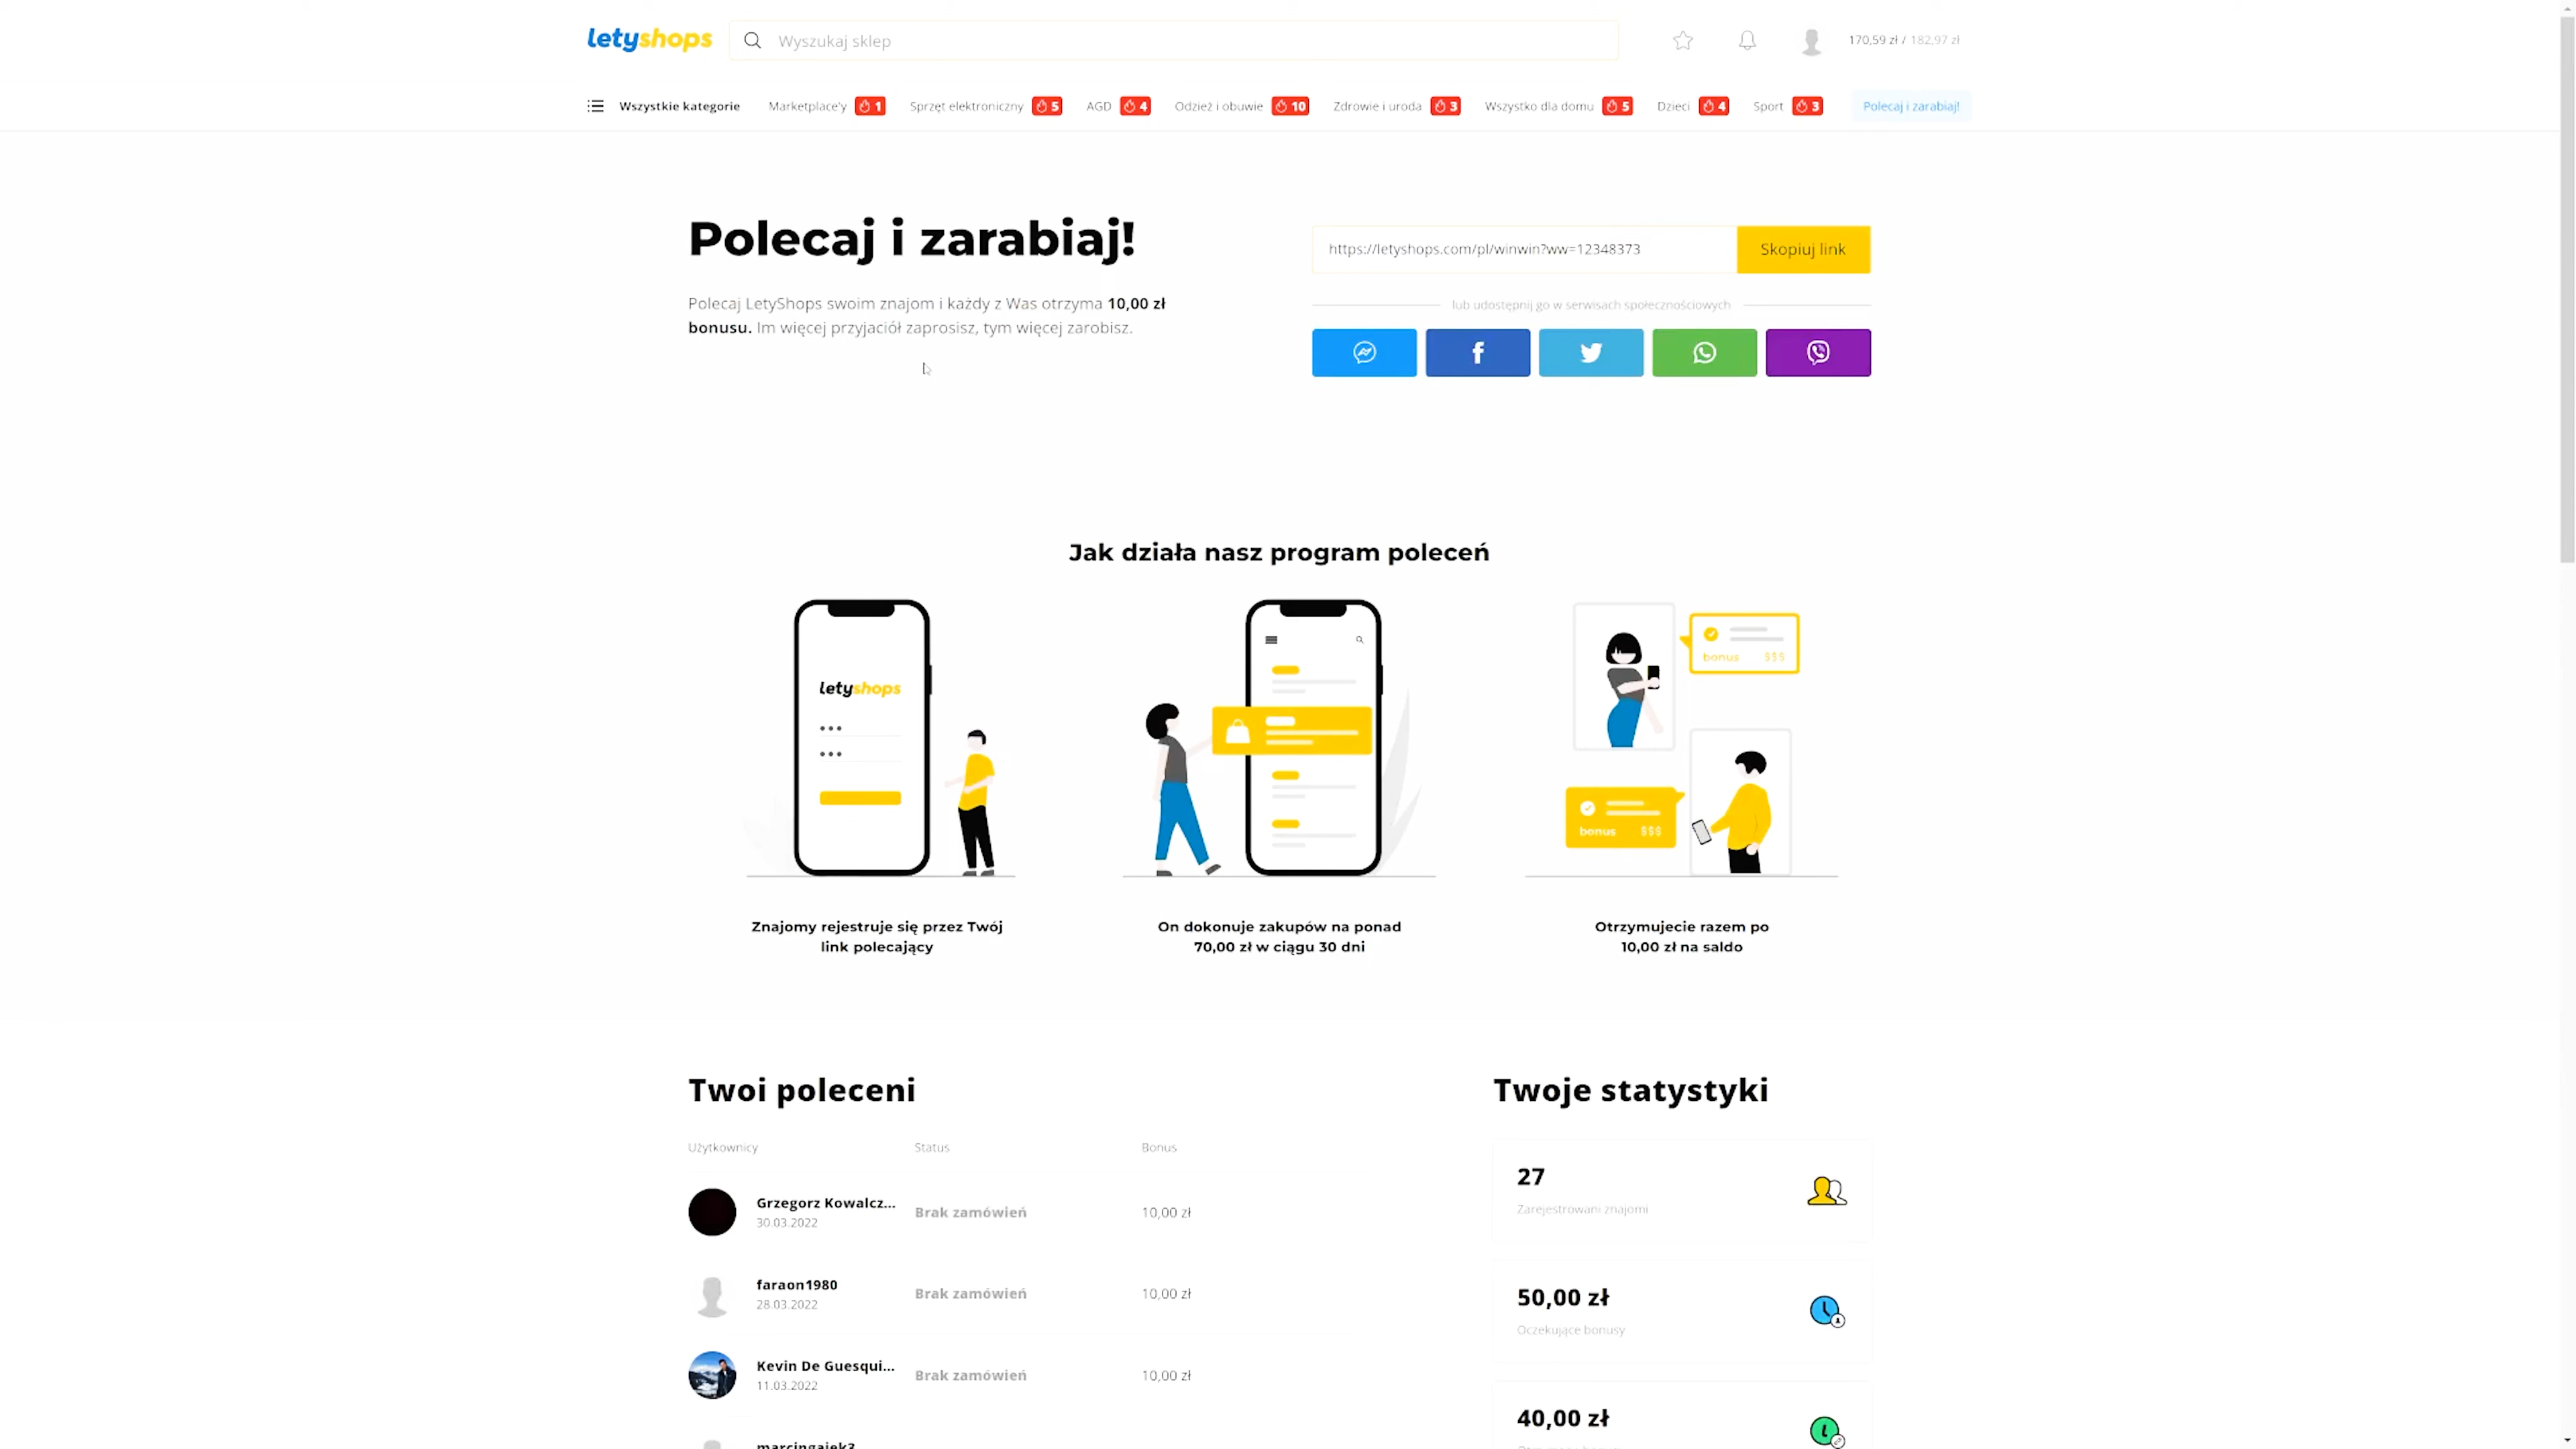 letyshops
Wyszukaj sklep
170,59 zł / 182,97 zł
Wszystkie kategorie
Marketplace'y 1
Sprzęt elektroniczny 5
AGD 4
Odzież i obuwie 10
Zdrowie i uroda 3
Wszystko dla domu 5
Dzieci 4
Sport 3
Polecaj i zarabiaj!
Polecaj i zarabiaj!
Polecaj LetyShops swoim znajom i każdy z Was otrzyma 10,00 zł
bonusu. Im więcej przyjaciół zaprosisz, tym więcej zarobisz.
https://letyshops.com/pl/winwin?ww=12348373
Skopiuj link
lub udostępnij go w serwisach społecznościowych
Jak działa nasz program poleceń
letyshops
bonus $$$
bonus $$$
Znajomy rejestruje się przez Twój
link polecający
On dokonuje zakupów na ponad
70,00 zł w ciągu 30 dni
Otrzymujecie razem po
10,00 zł na saldo
Twoi poleceni
Użytkownicy Status Bonus
Grzegorz Kowalcz...
30.03.2022
Brak zamówień
10,00 zł
faraon1980
28.03.2022
Brak zamówień
10,00 zł
Kevin De Guesqui...
11.03.2022
Brak zamówień
10,00 zł
Twoje statystyki
27
Zarejestrowani znajomi
50,00 zł
Oczekujące bonusy
40,00 zł